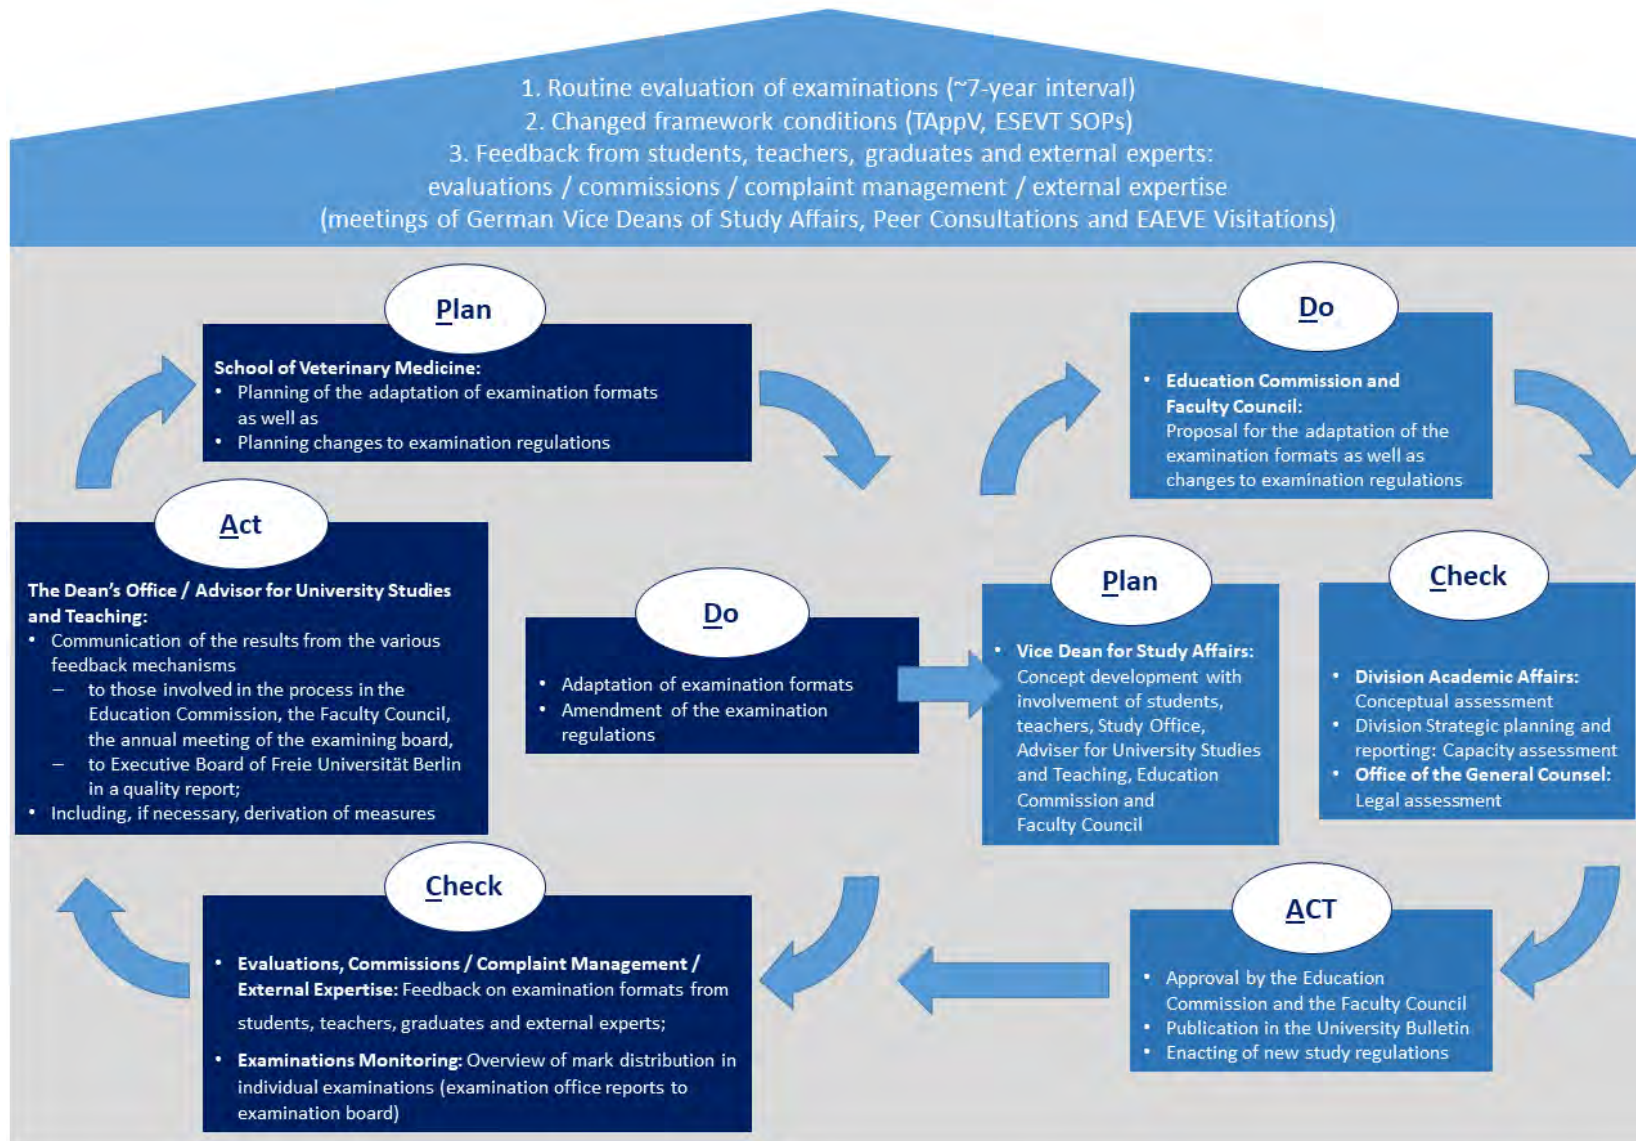 1. Routine evaluation of examinations (~7-year interval)
2. Changed framework conditions (TAppV, ESEVT SOPs)
3. Feedback from students, teachers, graduates and external experts:
evaluations / commissions / complaint management / external expertise
(meetings of German Vice Deans of Study Affairs, Peer Consultations and EAEVE Visitations)
Plan
School of Veterinary Medicine:
• Planning of the adaptation of examination formats
as well as
• Planning changes to examination regulations
Act
The Dean's Office / Advisor for University Studies
and Teaching:
• Communication of the results from the various
feedback mechanisms
– to those involved in the process in the
Education Commission, the Faculty Council,
the annual meeting of the examining board,
– to Executive Board of Freie Universität Berlin
in a quality report;
• Including, if necessary, derivation of measures
Do
• Adaptation of examination formats
• Amendment of the examination
regulations
Check
• Evaluations, Commissions / Complaint Management /
External Expertise: Feedback on examination formats from
students, teachers, graduates and external experts;
• Examinations Monitoring: Overview of mark distribution in
individual examinations (examination office reports to
examination board)
Do
• Education Commission and
Faculty Council:
Proposal for the adaptation of the
examination formats as well as
changes to examination regulations
Plan
• Vice Dean for Study Affairs:
Concept development with
involvement of students,
teachers, Study Office,
Adviser for University Studies
and Teaching, Education
Commission and
Faculty Council
Check
• Division Academic Affairs:
Conceptual assessment
• Division Strategic planning and
reporting: Capacity assessment
• Office of the General Counsel:
Legal assessment
ACT
• Approval by the Education
Commission and the Faculty Council
• Publication in the University Bulletin
• Enacting of new study regulations